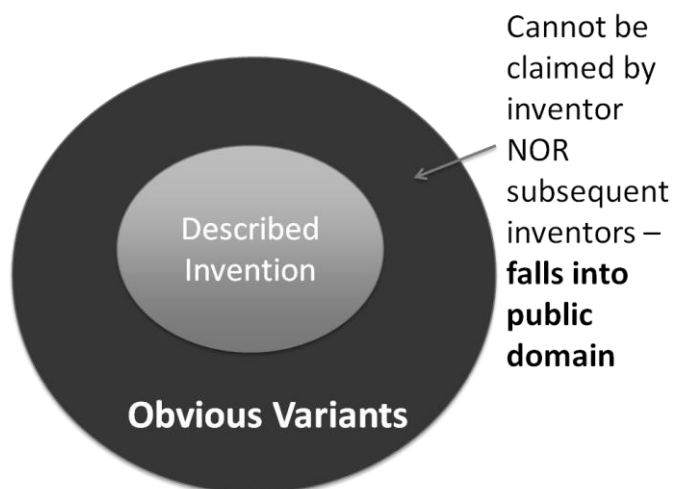 Cannot be
claimed by
inventor
NOR
subsequent
inventors –
falls into
public
domain
Described
Invention
Obvious Variants